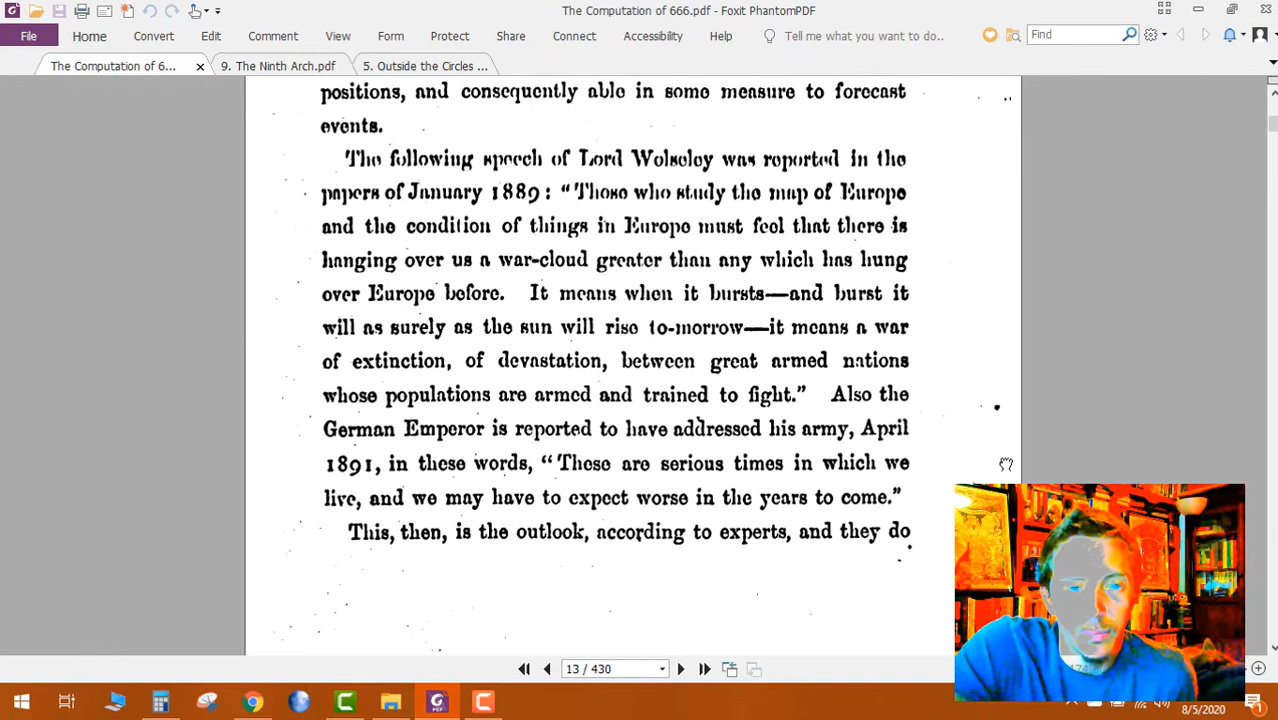 The Computation of 666.pdf - Foxit PhantomPDF
File Home Convert Edit Comment View Form Protect Share Connect Accessibility Help Tell me what you want to do.. Find
The Computation of 6... × 9. The Ninth Arch.pdf 5. Outside the Circles ...
positions, and consequently able in some measure to forecast
events.
The following speech of Lord Wolseley was reported in the
papers of January 1889: "Those who study the map of Europe
and the condition of things in Europe must feel that there is
hanging over us a war-cloud greater than any which has hung
over Europe before. It means when it bursts—and burst it
will as surely as the sun will rise to-morrow—it means a war
of extinction, of devastation, between great armed nations
whose populations are armed and trained to fight." Also the
German Emperor is reported to have addressed his army, April
1891, in these words, "These are serious times in which we
live, and we may have to expect worse in the years to come."
This, then, is the outlook, according to experts, and they do
13 / 430
8/5/2020